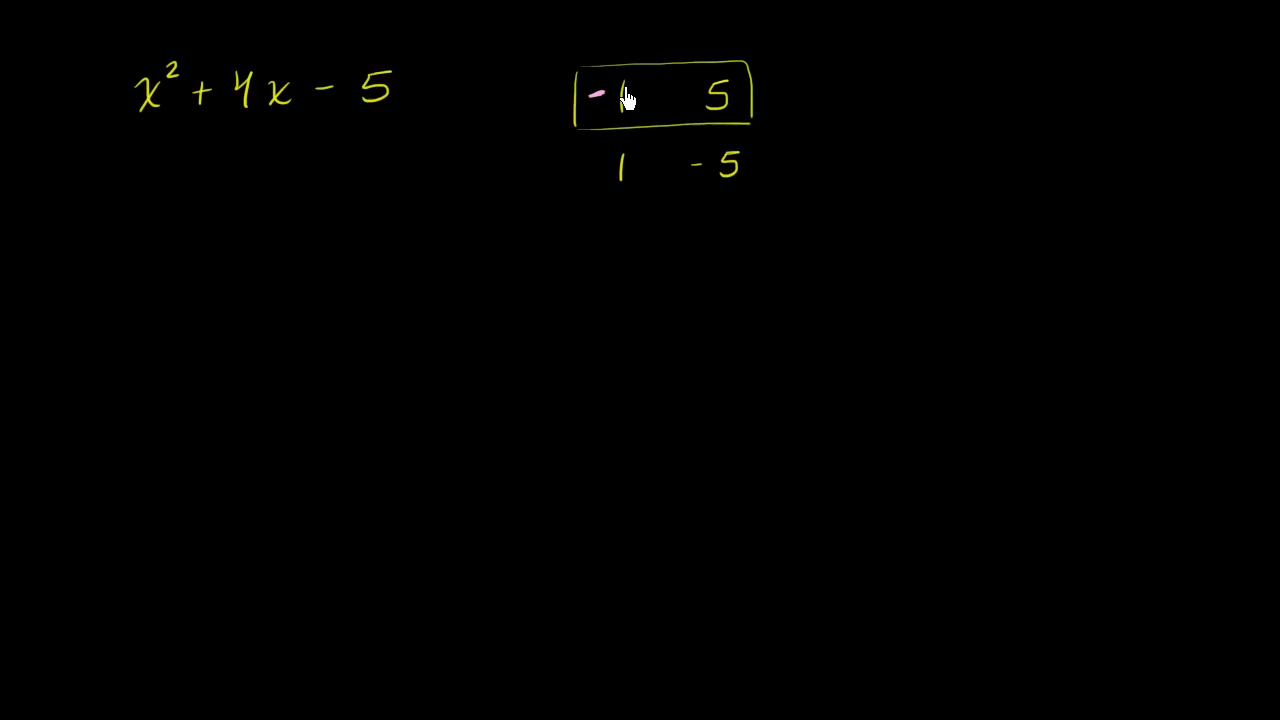 x² + 4x - 5
- 1 5
1 - 5